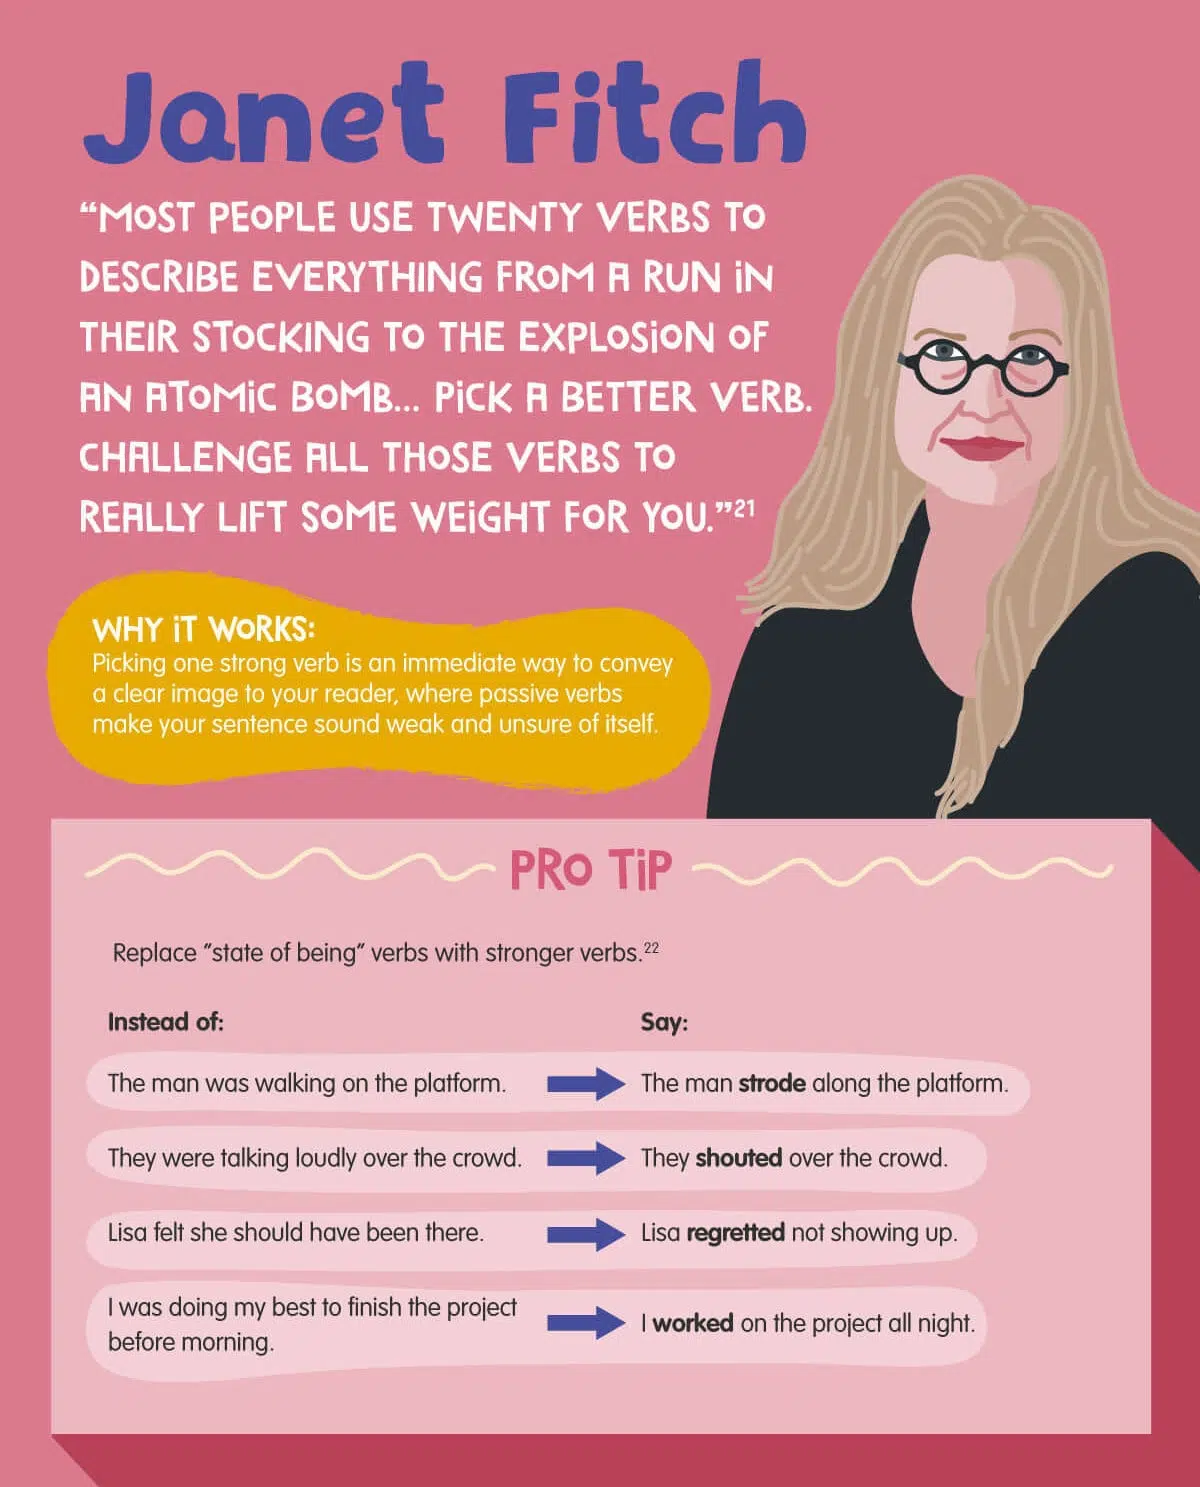 Janet Fitch
“MOST PEOPLE USE TWENTY VERBS TO
DESCRIBE EVERYTHING FROM A RUN iN
THEIR STOCKING TO THE EXPLOSiON OF
AN ATOMiC BOMB... PiCK A BETTER VERB.
CHALLENGE ALL THOSE VERBS TO
REALLY LIFT SOME WEiGHT FOR YOU.”21
WHY iT WORKS:
Picking one strong verb is an immediate way to convey
a clear image to your reader, where passive verbs
make your sentence sound weak and unsure of itself.
PRO TiP
Replace “state of being” verbs with stronger verbs.22
Instead of: Say:
The man was walking on the platform. The man strode along the platform.
They were talking loudly over the crowd. They shouted over the crowd.
Lisa felt she should have been there. Lisa regretted not showing up.
I was doing my best to finish the project
before morning.
I worked on the project all night.